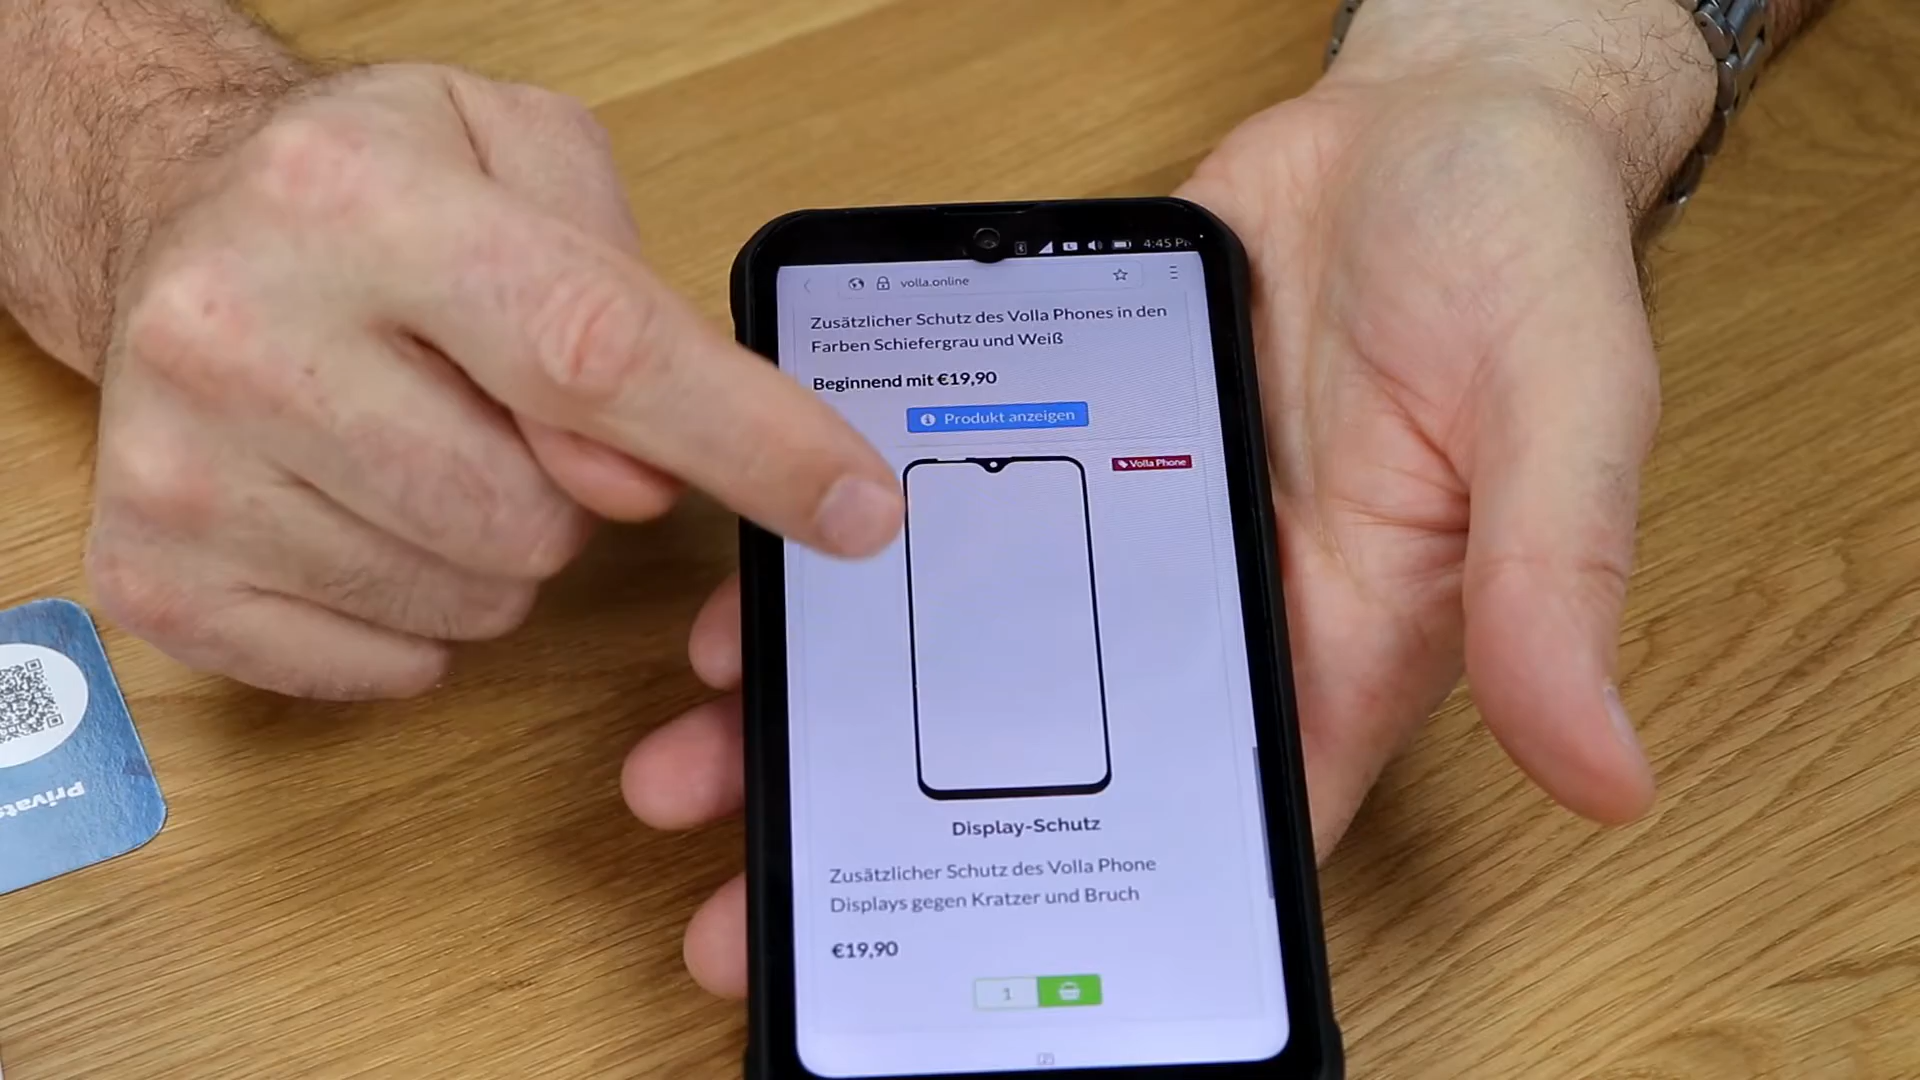 4:45 P
volla.online
Zusätzlicher Schutz des Volla Phones in den
Farben Schiefergrau und Weiß
Beginnend mit €19,90
Produkt anzeigen
Volla Phone
Display-Schutz
Zusätzlicher Schutz des Volla Phone
Displays gegen Kratzer und Bruch
€19,90
1
Privats